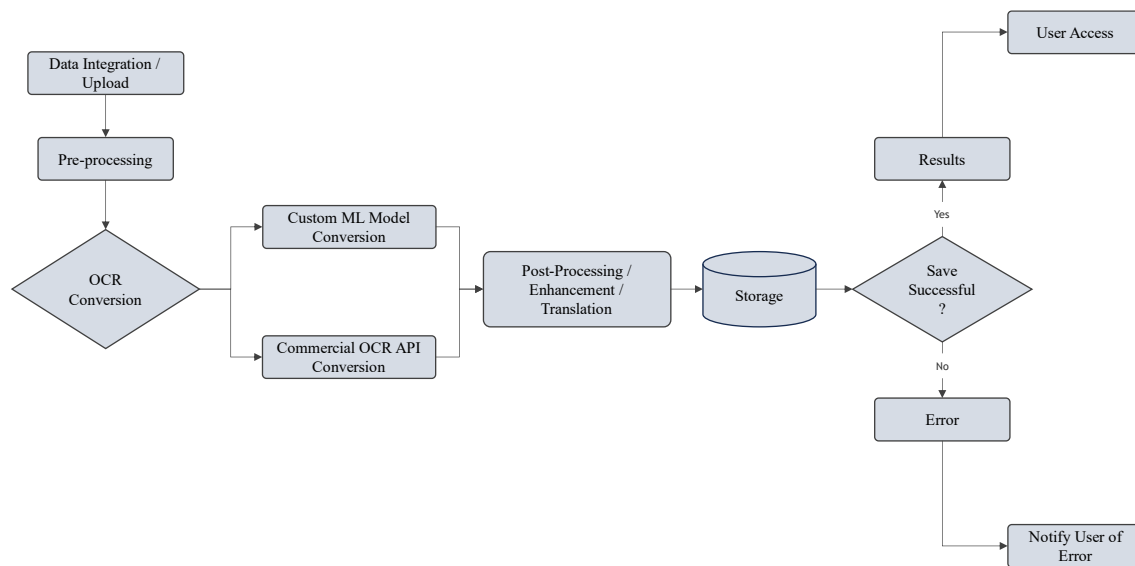 User Access
Data Integration /
Upload
Pre-processing
Results
Custom ML Model
Conversion
Yes
OCR
Conversion
Post-Processing /
Enhancement /
Translation
Storage
Save
Successful
?
Commercial OCR API
Conversion
No
Error
Notify User of
Error